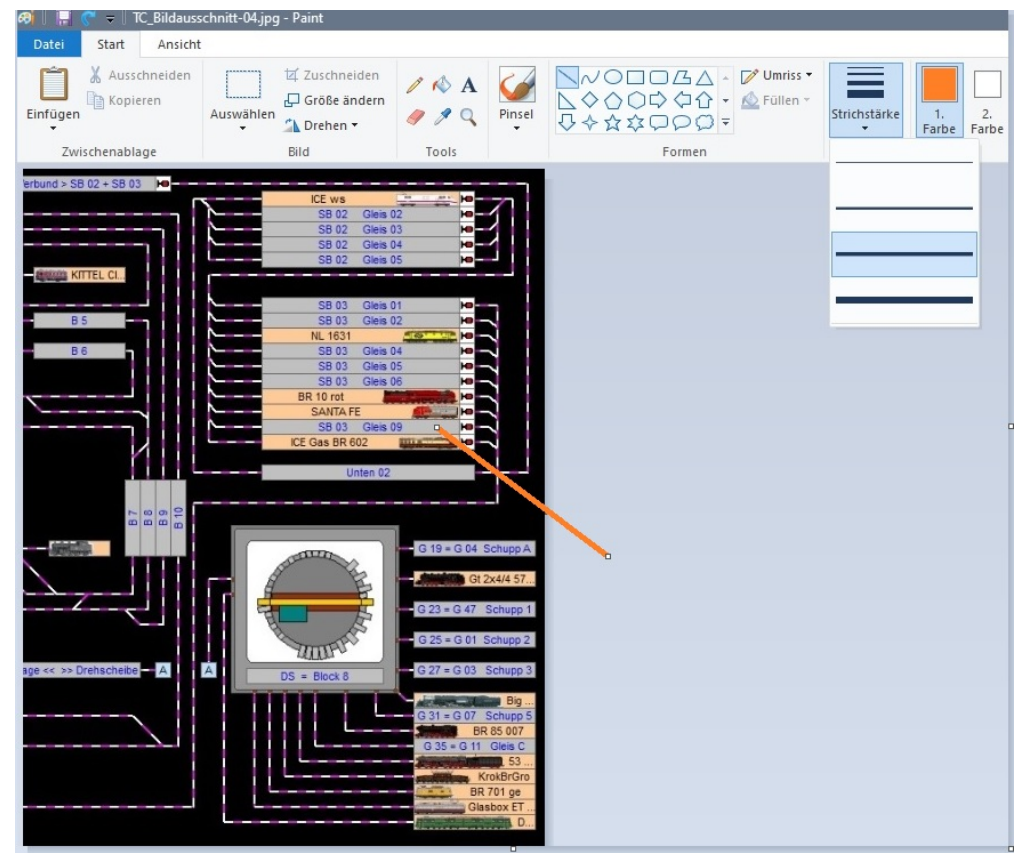 TC_Bildausschnitt-04.jpg - Paint
Datei Start Ansicht
Einfügen
Ausschneiden
Kopieren
Zwischenablage
Auswählen
Zuschneiden
Größe ändern
Drehen
Bild
A
Tools
Pinsel
Formen
Umriss
Füllen
Strichstärke
1. Farbe
2. Farbe
erbund > SB 02 + SB 03
ICE ws
SB 02 Gleis 02
SB 02 Gleis 03
SB 02 Gleis 04
SB 02 Gleis 05
KITTEL CI...
SB 03 Gleis 01
B 5
SB 03 Gleis 02
NL 1631
B 6
SB 03 Gleis 04
SB 03 Gleis 05
SB 03 Gleis 06
BR 10 rot
SANTA FE
SB 03 Gleis 09
ICE Gas BR 602
Unten 02
B 7
B 8
B 9
B 10
G 19 = G 04 Schupp A
Gt 2x4/4 57...
G 23 = G 47 Schupp 1
G 25 = G 01 Schupp 2
age << >> Drehscheibe
A
A
DS = Block 8
G 27 = G 03 Schupp 3
Big ...
G 31 = G 07 Schupp 5
BR 85 007
G 35 = G 11 Gleis C
53 ...
KrokBrGro
BR 701 ge
Glasbox ET ...
D...